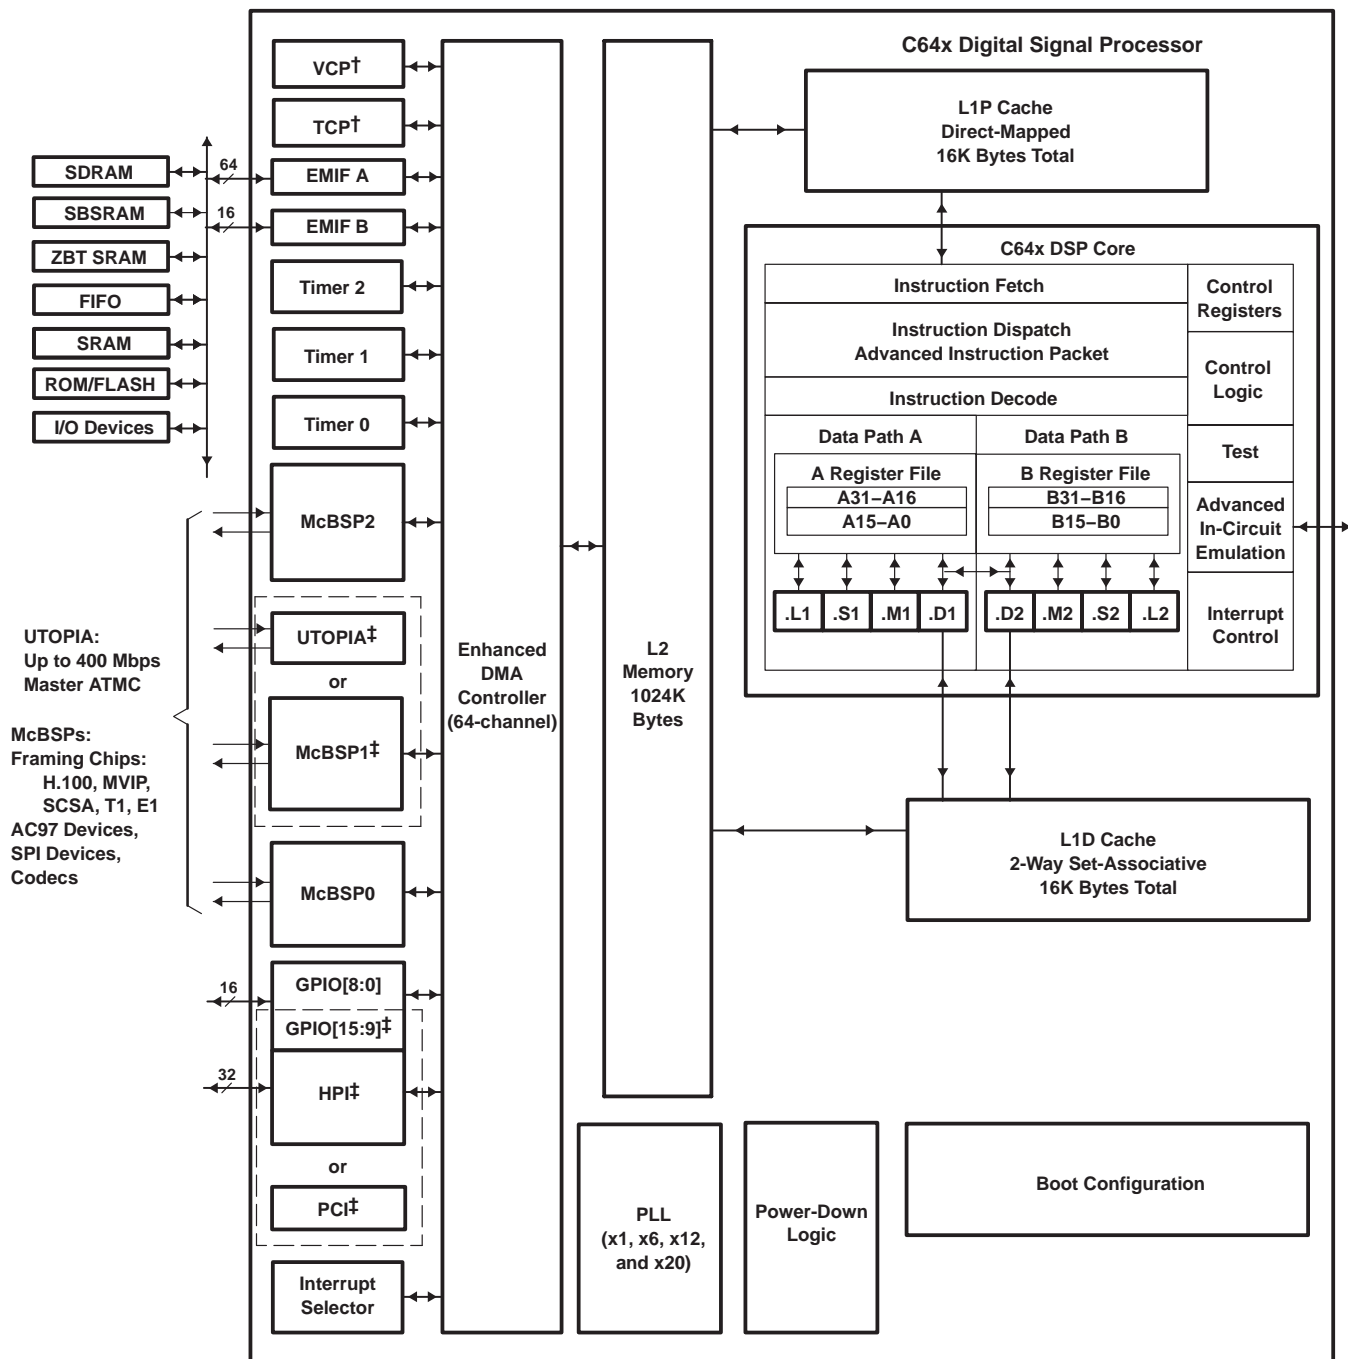 C64x Digital Signal Processor
VCP†
TCP†
EMIF A
EMIF B
Timer 2
Timer 1
Timer 0
McBSP2
UTOPIA‡
or
McBSP1‡
McBSP0
GPIO[8:0]
GPIO[15:9]‡
HPI‡
or
PCI‡
Interrupt
Selector
64
16
16
32
SDRAM
SBSRAM
ZBT SRAM
FIFO
SRAM
ROM/FLASH
I/O Devices
UTOPIA:
Up to 400 Mbps
Master ATMC
McBSPs:
Framing Chips:
H.100, MVIP,
SCSA, T1, E1
AC97 Devices,
SPI Devices,
Codecs
Enhanced
DMA
Controller
(64-channel)
L2
Memory
1024K
Bytes
L1P Cache
Direct-Mapped
16K Bytes Total
C64x DSP Core
Instruction Fetch
Instruction Dispatch
Advanced Instruction Packet
Instruction Decode
Data Path A
A Register File
A31–A16
A15–A0
.L1
.S1
.M1
.D1
Data Path B
B Register File
B31–B16
B15–B0
.D2
.M2
.S2
.L2
Control
Registers
Control
Logic
Test
Advanced
In-Circuit
Emulation
Interrupt
Control
L1D Cache
2-Way Set-Associative
16K Bytes Total
PLL
(x1, x6, x12,
and x20)
Power-Down
Logic
Boot Configuration